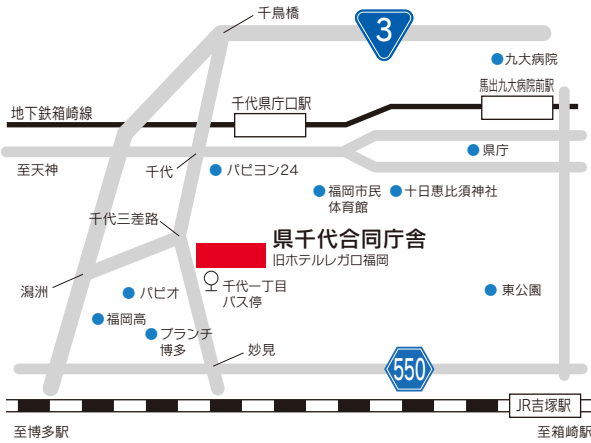 千鳥橋
3
九大病院
馬出九大病院前駅
地下鉄箱崎線
千代県庁口駅
県庁
至天神
千代
パピヨン24
福岡市民
体育館
十日恵比須神社
千代三差路
県千代合同庁舎
旧ホテルレガロ福岡
潟洲
パピオ
千代一丁目
バス停
東公園
福岡高
ブランチ
博多
妙見
550
JR吉塚駅
至博多駅
至箱崎駅